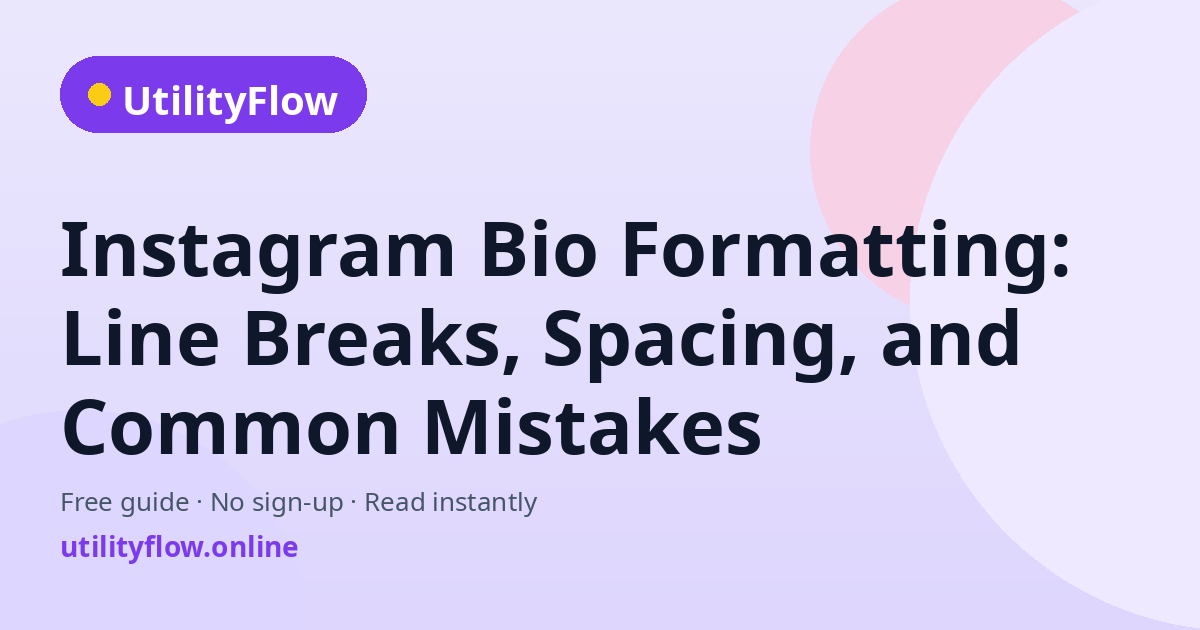 UtilityFlow
Instagram Bio Formatting:
Line Breaks, Spacing, and
Common Mistakes
Free guide · No sign-up · Read instantly
utilityflow.online